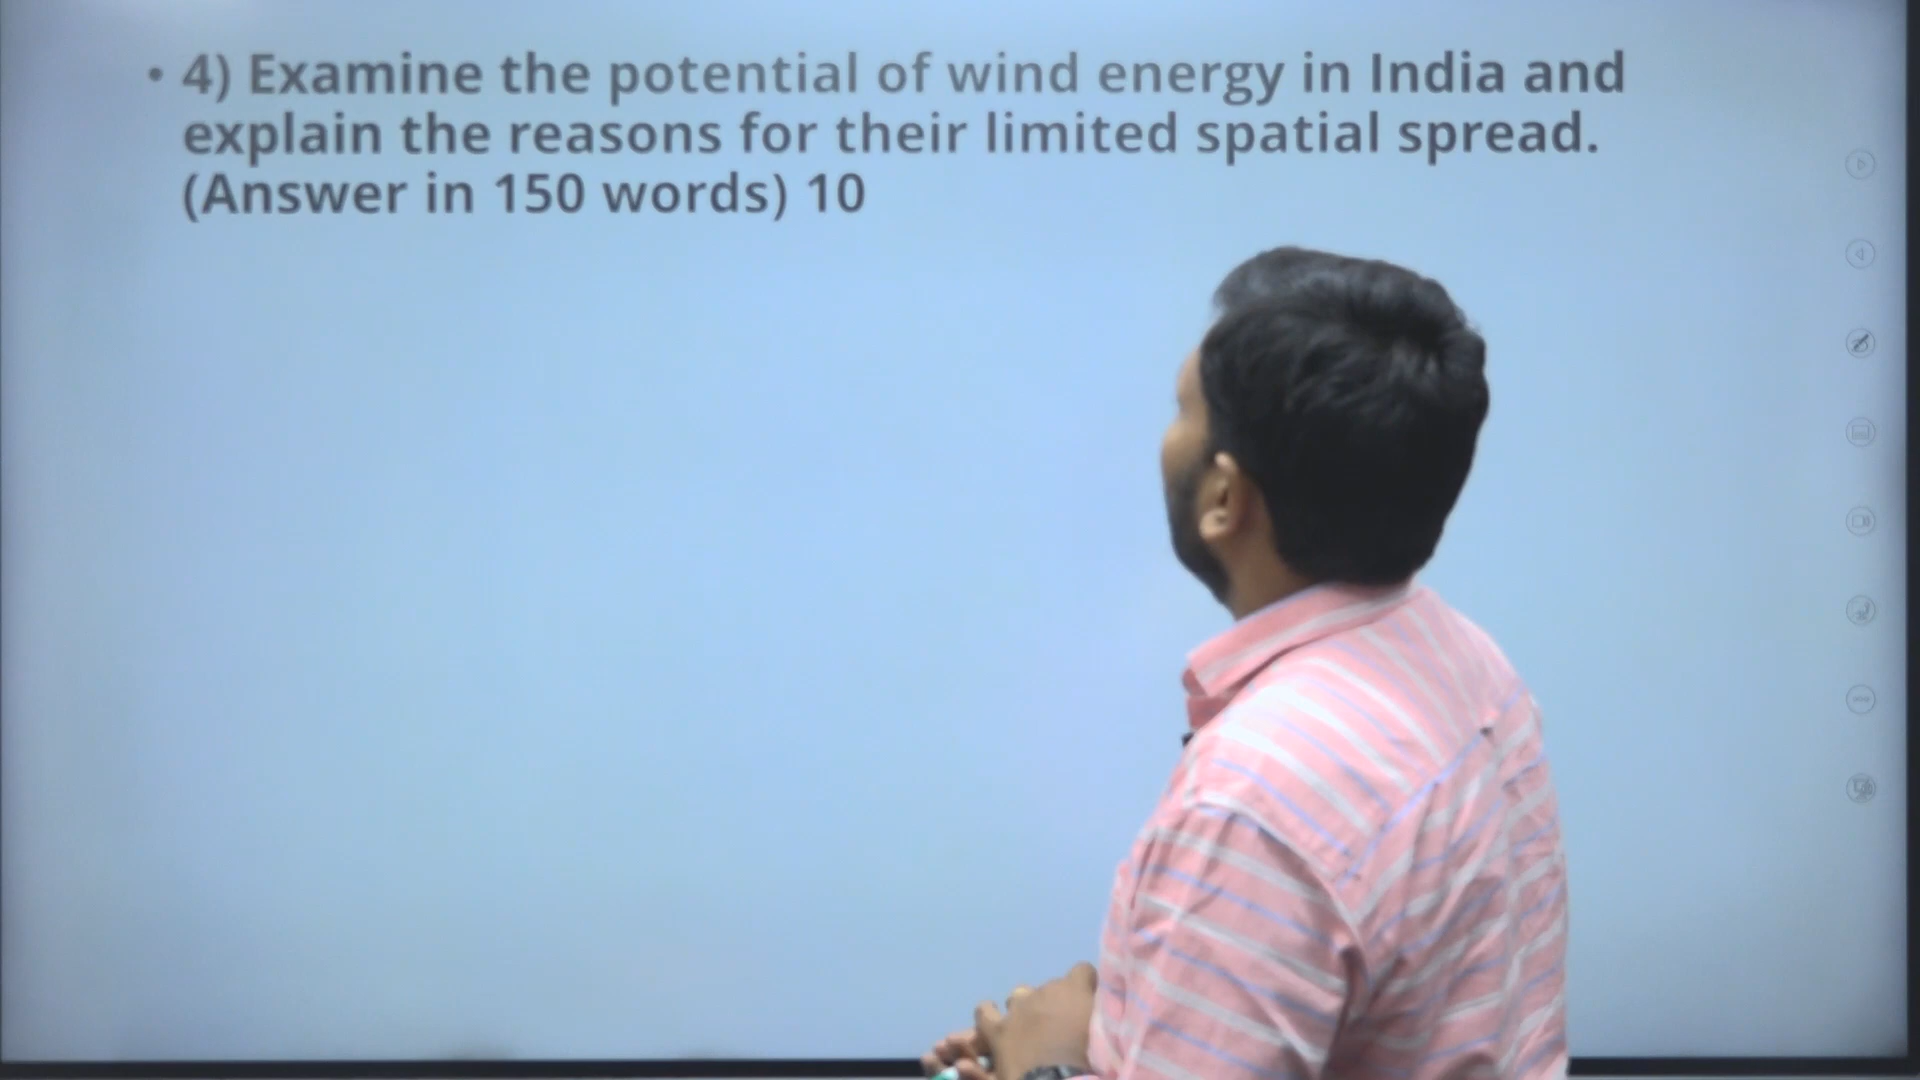 • 4) Examine the potential of wind energy in India and
explain the reasons for their limited spatial spread.
(Answer in 150 words) 10